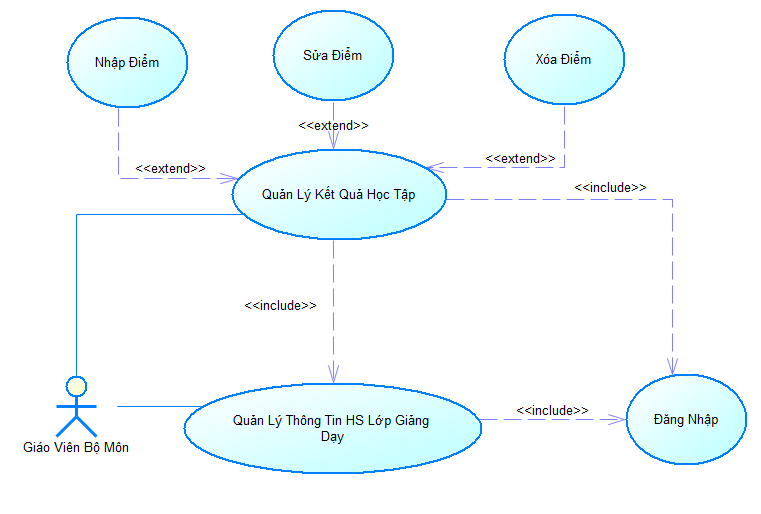 Nhập Điểm
Sửa Điểm
Xóa Điểm
<<extend>>
<<extend>>
<<extend>>
Quản Lý Kết Quả Học Tập
<<include>>
<<include>>
Giáo Viên Bộ Môn
Quản Lý Thông Tin HS Lớp Giảng
Dạy
<<include>>
Đăng Nhập